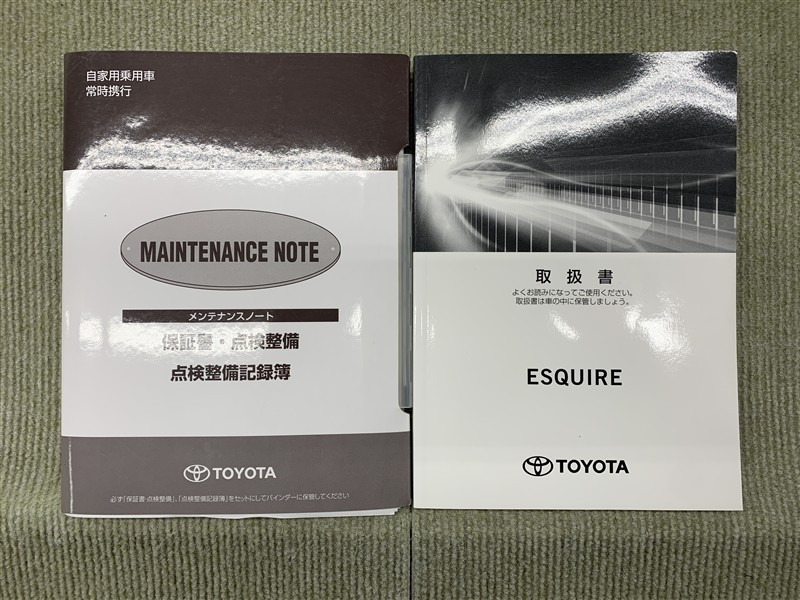 自家用乗用車
常時携行
MAINTENANCE NOTE
メンテナンスノート
保証書・点検整備
点検整備記録簿
TOYOTA
必ず「保証書・点検整備」、「点検整備記録簿」をセットにしてバインダーに保管してください
取扱書
よくお読みになってご使用ください。
取扱書は車の中に保管しましょう。
ESQUIRE
TOYOTA